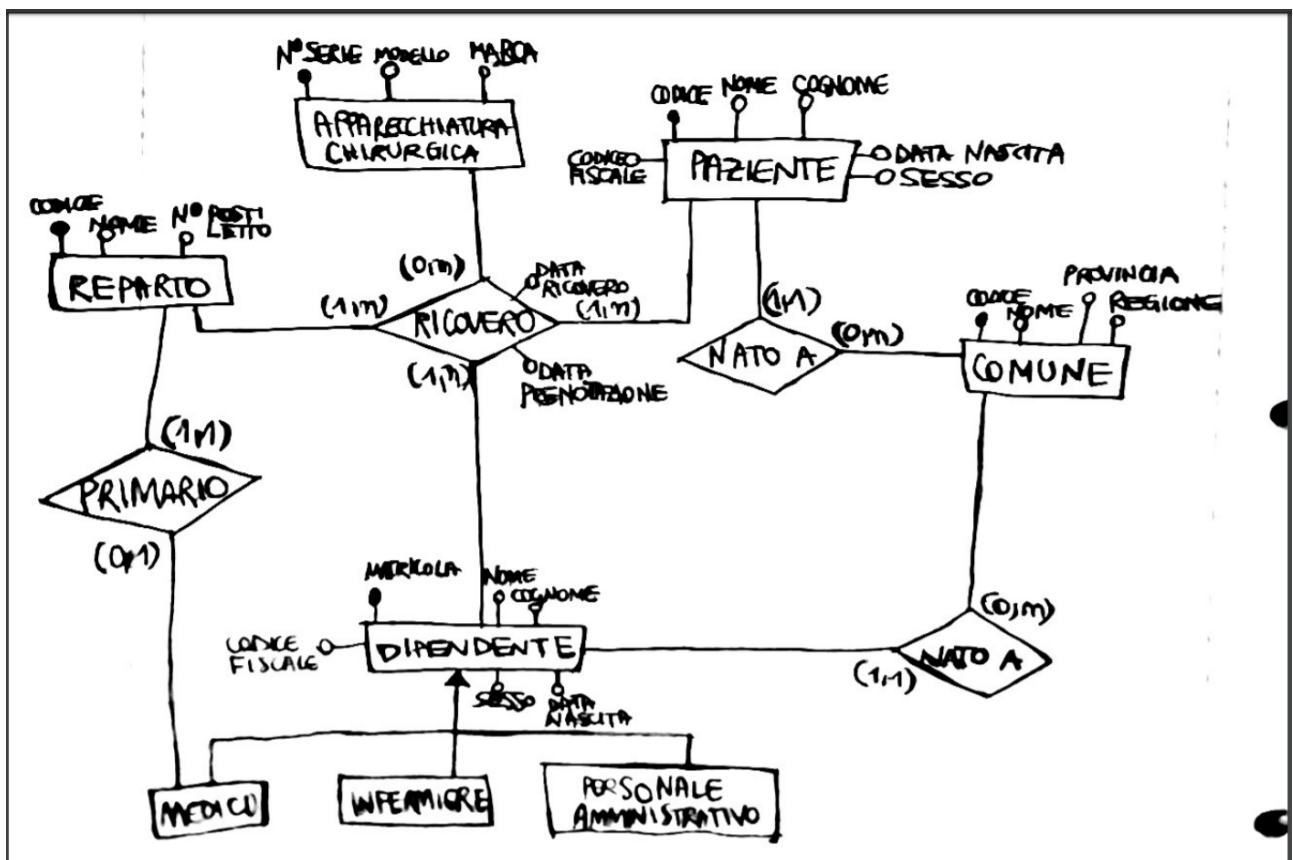 N° SERIE MODELLO MARCA
APPARECCHIATURA
CHIRURGICA
CODICE NOME COGNOME
CODICE
FISCALE
PAZIENTE
DATA NASCITA
SESSO
CODICE NOME N° POSTI
LETTO
REPARTO
(0,n)
(1,n)
RICOVERO
DATA
RICOVERO
(1,n)
(1,n)
DATA
PRENOTAZIONE
(1,1)
NATO A
(0,n)
CODICE NOME PROVINCIA
REGIONE
COMUNE
(1,1)
PRIMARIO
(0,1)
MATRICOLA NOME
COGNOME
CODICE
FISCALE
DIPENDENTE
SESSO DATA
NASCITA
(0,n)
NATO A
(1,1)
MEDICO
INFERMIERE
PERSONALE
AMMINISTRATIVO